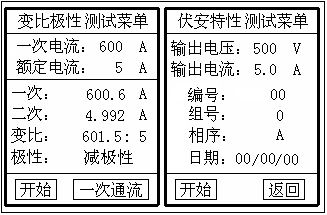 变比极性 测试菜单
一次电流： 600 A
额定电流： 5 A
一次： 600.6 A
二次： 4.992 A
变比： 601.5: 5
极性： 减极性
开始 一次通流
伏安特性 测试菜单
输出电压： 500 V
输出电流： 5.0 A
编号： 00
组号： 0
相序： A
日期： 00/00/00
开始 返回